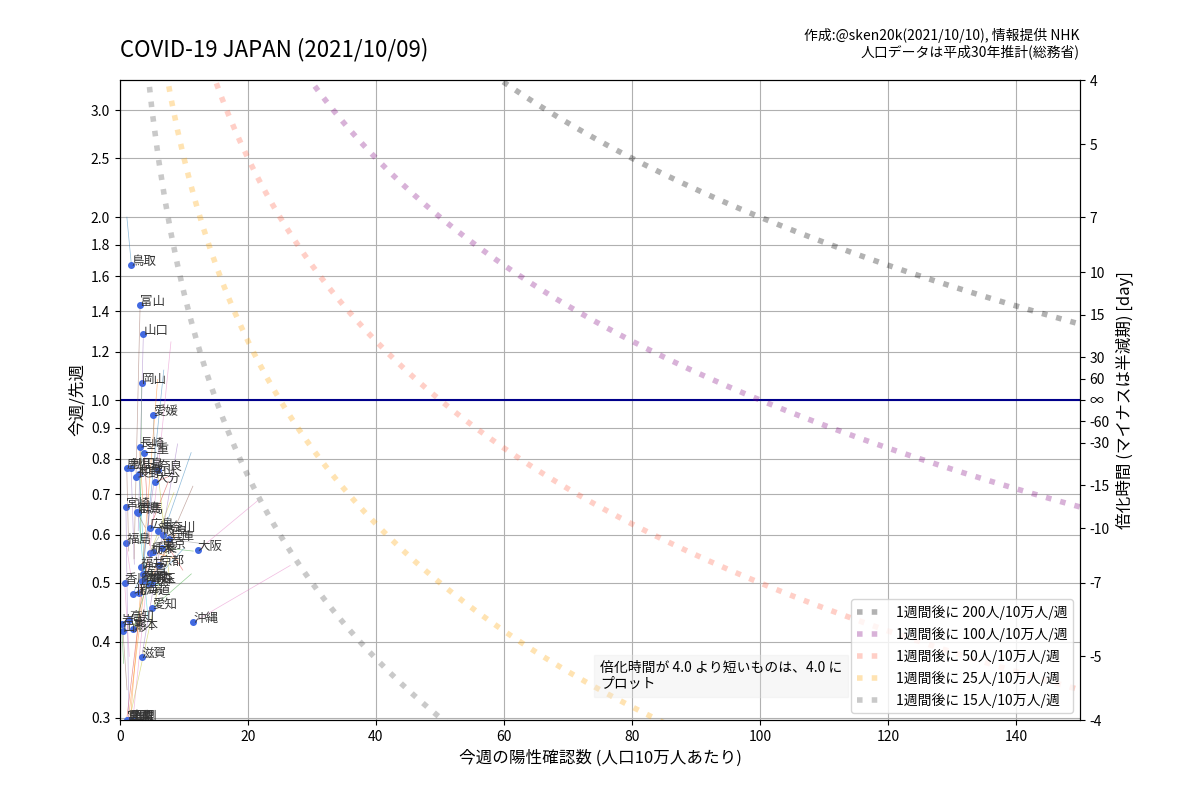 COVID-19 JAPAN (2021/10/09)
作成:@sken20k(2021/10/10), 情報提供 NHK
人口データは平成30年推計(総務省)
今週/先週
3.0
2.5
2.0
1.8
1.6
1.4
1.2
1.0
0.9
0.8
0.7
0.6
0.5
0.4
0.3
鳥取
富山
山口
岡山
愛媛
長崎
奈良
大分
宮崎
広島
福島
大阪
京都
愛知
高知
沖縄
滋賀
倍化時間が 4.0 より短いものは、4.0 に
プロット
1週間後に 200人/10万人/週
1週間後に 100人/10万人/週
1週間後に 50人/10万人/週
1週間後に 25人/10万人/週
1週間後に 15人/10万人/週
4
5
7
10
15
30
60
∞
-60
-30
-15
-10
-7
-5
-4
倍化時間 (マイナスは半減期) [day]
0
20
40
60
80
100
120
140
今週の陽性確認数 (人口10万人あたり)